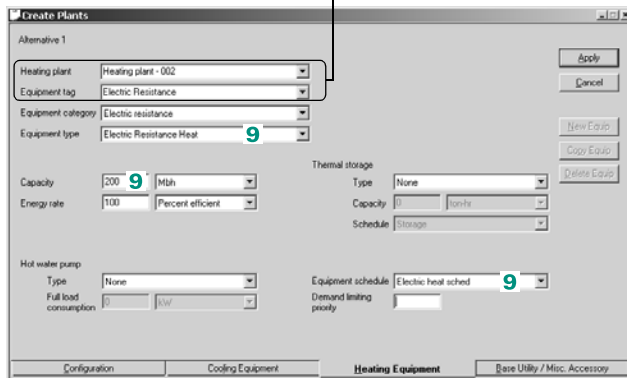 Create Plants
Alternative 1
Apply
Heating plant Heating plant - 002
Cancel
Equipment tag Electric Resistance
Equipment category Electric resistance
New Equip
Equipment type Electric Resistance Heat 9
Copy Equip
Thermal storage
Delete Equip
Capacity 200 9 Mbh Type None
Energy rate 100 Percent efficient Capacity 0 ton-hr
Schedule Storage
Hot water pump
Type None Equipment schedule Electric heat sched 9
Full load consumption 0 kW Demand limiting priority
Configuration Cooling Equipment Heating Equipment Base Utility / Misc. Accessory